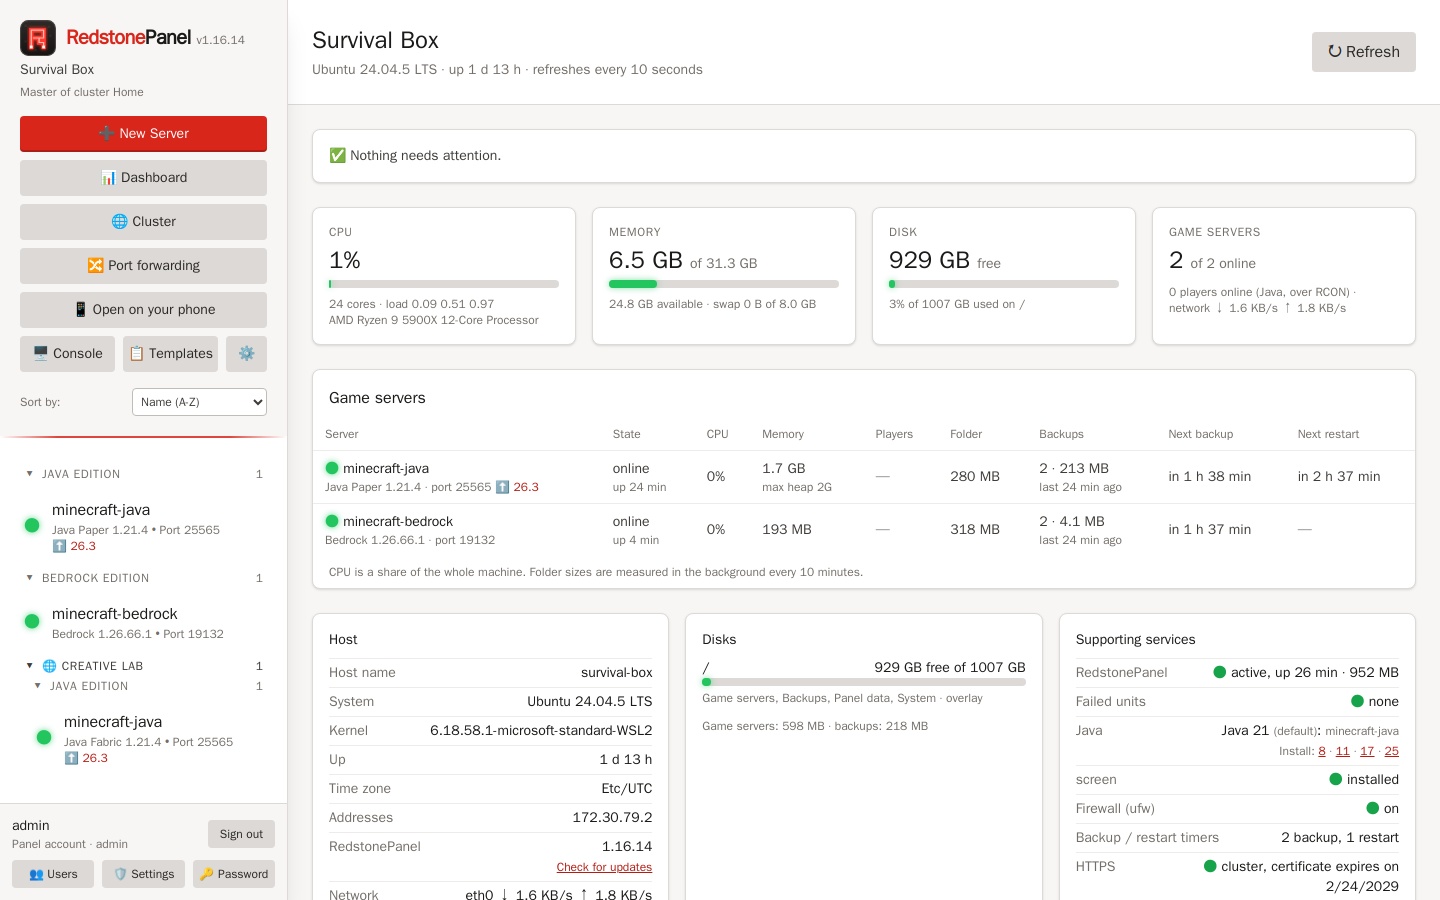 RedstonePanel v1.16.14
Survival Box
Master of cluster Home
➕ New Server
📊 Dashboard
🌐 Cluster
🔀 Port forwarding
📱 Open on your phone
🖥️ Console
📋 Templates
⚙️
Sort by:
Name (A-Z)
▼ JAVA EDITION 1
minecraft-java
Java Paper 1.21.4 • Port 25565
⬆️ 26.3
▼ BEDROCK EDITION 1
minecraft-bedrock
Bedrock 1.26.66.1 • Port 19132
▼ 🌐 CREATIVE LAB 1
▼ JAVA EDITION 1
minecraft-java
Java Fabric 1.21.4 • Port 25565
⬆️ 26.3
admin
Panel account · admin
Sign out
👥 Users
🛡️ Settings
🔑 Password
Survival Box
Ubuntu 24.04.5 LTS · up 1 d 13 h · refreshes every 10 seconds
↻ Refresh
✅ Nothing needs attention.
CPU
1%
24 cores · load 0.09 0.51 0.97
AMD Ryzen 9 5900X 12-Core Processor
MEMORY
6.5 GB of 31.3 GB
24.8 GB available · swap 0 B of 8.0 GB
DISK
929 GB free
3% of 1007 GB used on /
GAME SERVERS
2 of 2 online
0 players online (Java, over RCON) ·
network ↓ 1.6 KB/s ↑ 1.8 KB/s
Game servers
Server State CPU Memory Players Folder Backups Next backup Next restart
minecraft-java online 0% 1.7 GB — 280 MB 2 · 213 MB in 1 h 38 min in 2 h 37 min
Java Paper 1.21.4 · port 25565 ⬆️ 26.3 up 24 min max heap 2G last 24 min ago
minecraft-bedrock online 0% 193 MB — 318 MB 2 · 4.1 MB in 1 h 37 min —
Bedrock 1.26.66.1 · port 19132 up 4 min last 24 min ago
CPU is a share of the whole machine. Folder sizes are measured in the background every 10 minutes.
Host
Host name survival-box
System Ubuntu 24.04.5 LTS
Kernel 6.18.58.1-microsoft-standard-WSL2
Up 1 d 13 h
Time zone Etc/UTC
Addresses 172.30.79.2
RedstonePanel 1.16.14
Check for updates
Network eth0 ↓ 1.6 KB/s ↑ 1.8 KB/s
Disks
/ 929 GB free of 1007 GB
Game servers, Backups, Panel data, System · overlay
Game servers: 598 MB · backups: 218 MB
Supporting services
RedstonePanel active, up 26 min · 952 MB
Failed units none
Java Java 21 (default): minecraft-java
Install: 8 · 11 · 17 · 25
screen installed
Firewall (ufw) on
Backup / restart timers 2 backup, 1 restart
HTTPS cluster, certificate expires on
2/24/2029